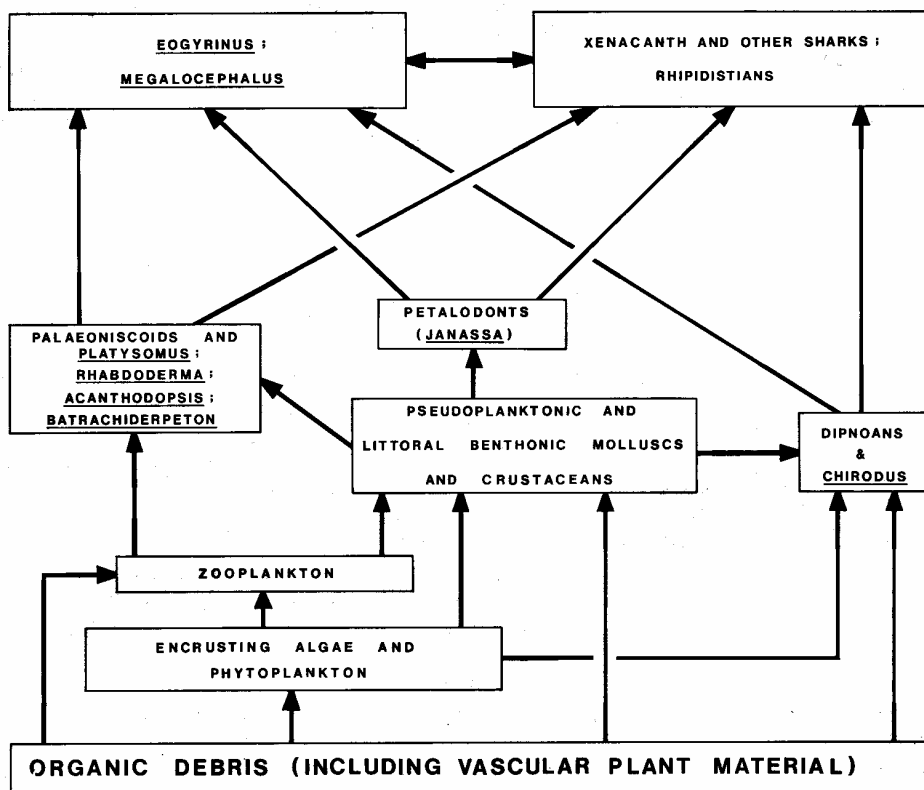 EOGYRINUS;
MEGALOCEPHALUS
XENACANTH AND OTHER SHARKS;
RHIPIDISTIANS
PETALODONTS
(JANASSA)
PALAEONISCOIDS AND
PLATYSOMUS;
RHABDODERMA;
ACANTHODOPSIS;
BATRACHIDERPETON
PSEUDOPLANKTONIC AND
LITTORAL BENTHONIC MOLLUSCS
AND CRUSTACEANS
DIPNOANS
&
CHIRODUS
ZOOPLANKTON
ENCRUSTING ALGAE AND
PHYTOPLANKTON
ORGANIC DEBRIS (INCLUDING VASCULAR PLANT MATERIAL)